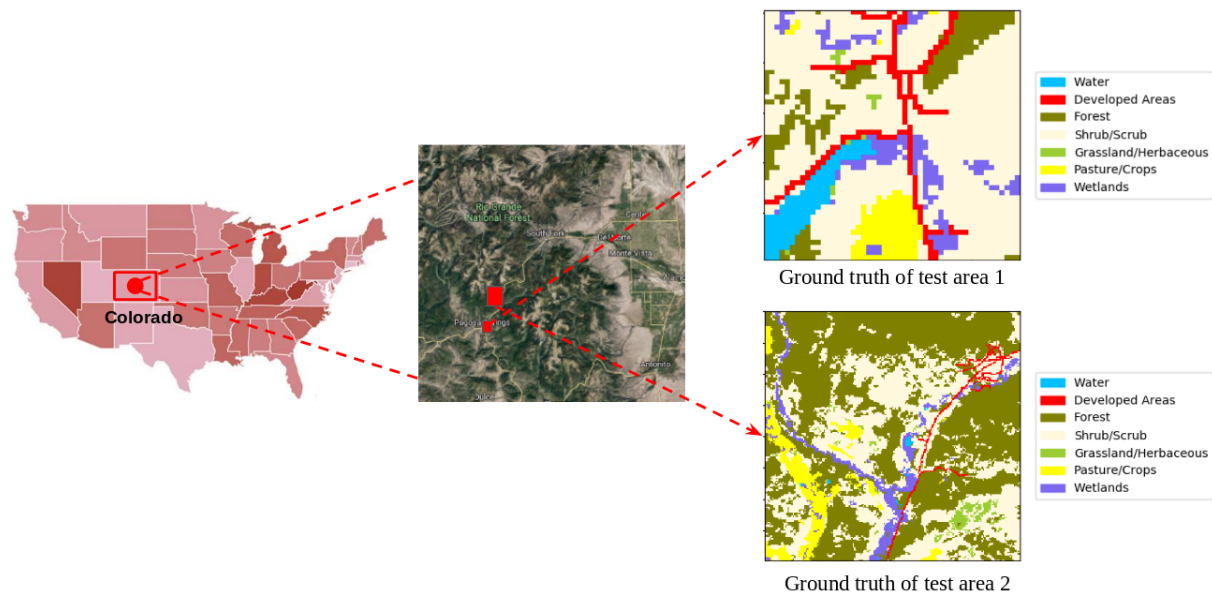 Colorado
Rio Grande
National Forest
South Fork
Center
Del Norte
Monte Vista
Pagosa Springs
Antonito
Dulce
Water
Developed Areas
Forest
Shrub/Scrub
Grassland/Herbaceous
Pasture/Crops
Wetlands
Ground truth of test area 1
Water
Developed Areas
Forest
Shrub/Scrub
Grassland/Herbaceous
Pasture/Crops
Wetlands
Ground truth of test area 2